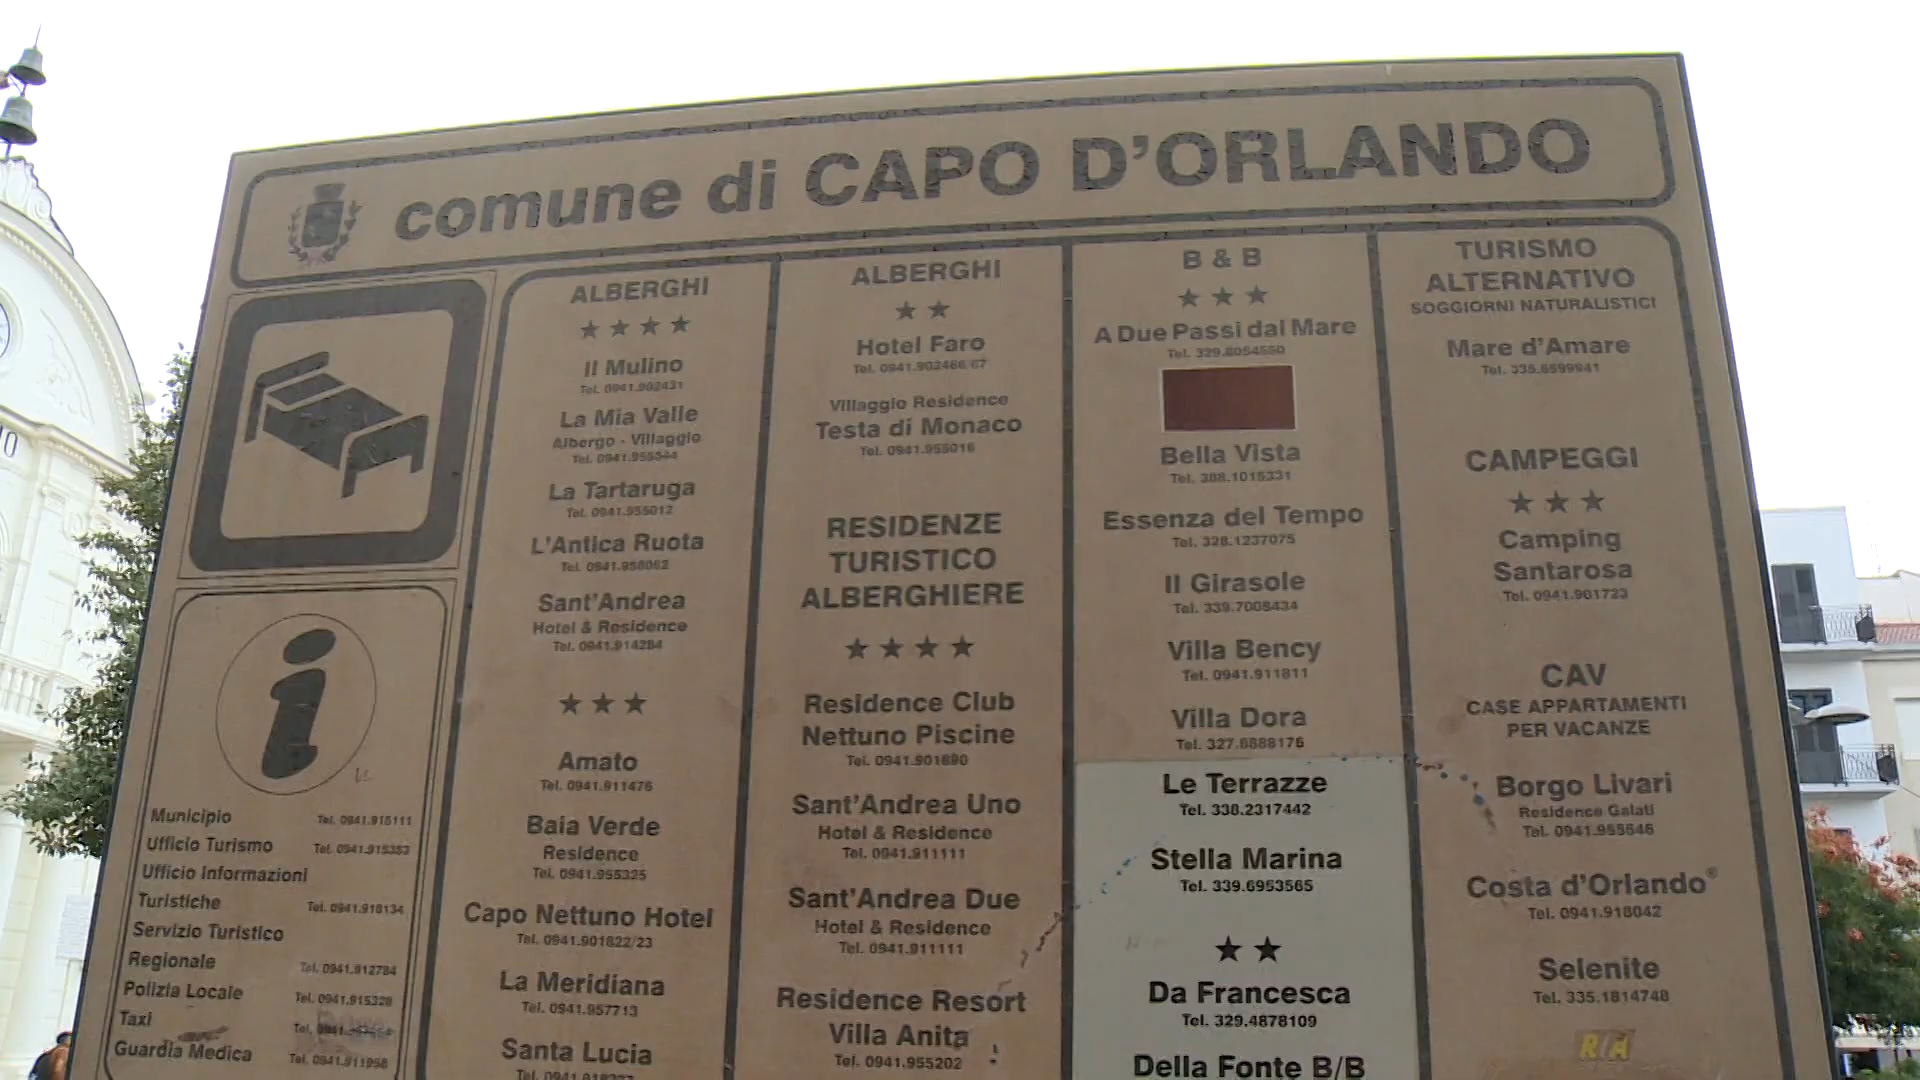 comune di CAPO D'ORLANDO
Municipio Tel. 0941.915111
Ufficio Turismo Tel. 0941.915353
Ufficio Informazioni
Turistiche Tel. 0941.918134
Servizio Turistico
Regionale Tel. 0941.912784
Polizia Locale Tel. 0941.915328
Taxi
Guardia Medica Tel. 0941.911958
ALBERGHI
★★★★
Il Mulino
Tel. 0941.902431
La Mia Valle
Albergo - Villaggio
Tel. 0941.955544
La Tartaruga
Tel. 0941.955012
L'Antica Ruota
Tel. 0941.958062
Sant'Andrea
Hotel & Residence
Tel. 0941.914284
★★★
Amato
Tel. 0941.911476
Baia Verde
Residence
Tel. 0941.955325
Capo Nettuno Hotel
Tel. 0941.901822/23
La Meridiana
Tel. 0941.957713
Santa Lucia
ALBERGHI
★★
Hotel Faro
Tel. 0941.902466/67
Villaggio Residence
Testa di Monaco
Tel. 0941.955016
RESIDENZE
TURISTICO
ALBERGHIERE
★★★★
Residence Club
Nettuno Piscine
Tel. 0941.901690
Sant'Andrea Uno
Hotel & Residence
Tel. 0941.911111
Sant'Andrea Due
Hotel & Residence
Tel. 0941.911111
Residence Resort
Villa Anita
Tel. 0941.955202
B & B
★★★
A Due Passi dal Mare
Tel. 329.8054550
Bella Vista
Tel. 388.1015331
Essenza del Tempo
Tel. 328.1237075
Il Girasole
Tel. 339.7008434
Villa Bency
Tel. 0941.911811
Villa Dora
Tel. 327.6888176
Le Terrazze
Tel. 338.2317442
Stella Marina
Tel. 339.6953565
★★
Da Francesca
Tel. 329.4878109
Della Fonte B/B
TURISMO
ALTERNATIVO
SOGGIORNI NATURALISTICI
Mare d'Amare
Tel. 335.6599941
CAMPEGGI
★★★
Camping
Santarosa
Tel. 0941.901723
CAV
CASE APPARTAMENTI
PER VACANZE
Borgo Livari
Residence Galati
Tel. 0941.955646
Costa d'Orlando®
Tel. 0941.918042
Selenite
Tel. 335.1814748